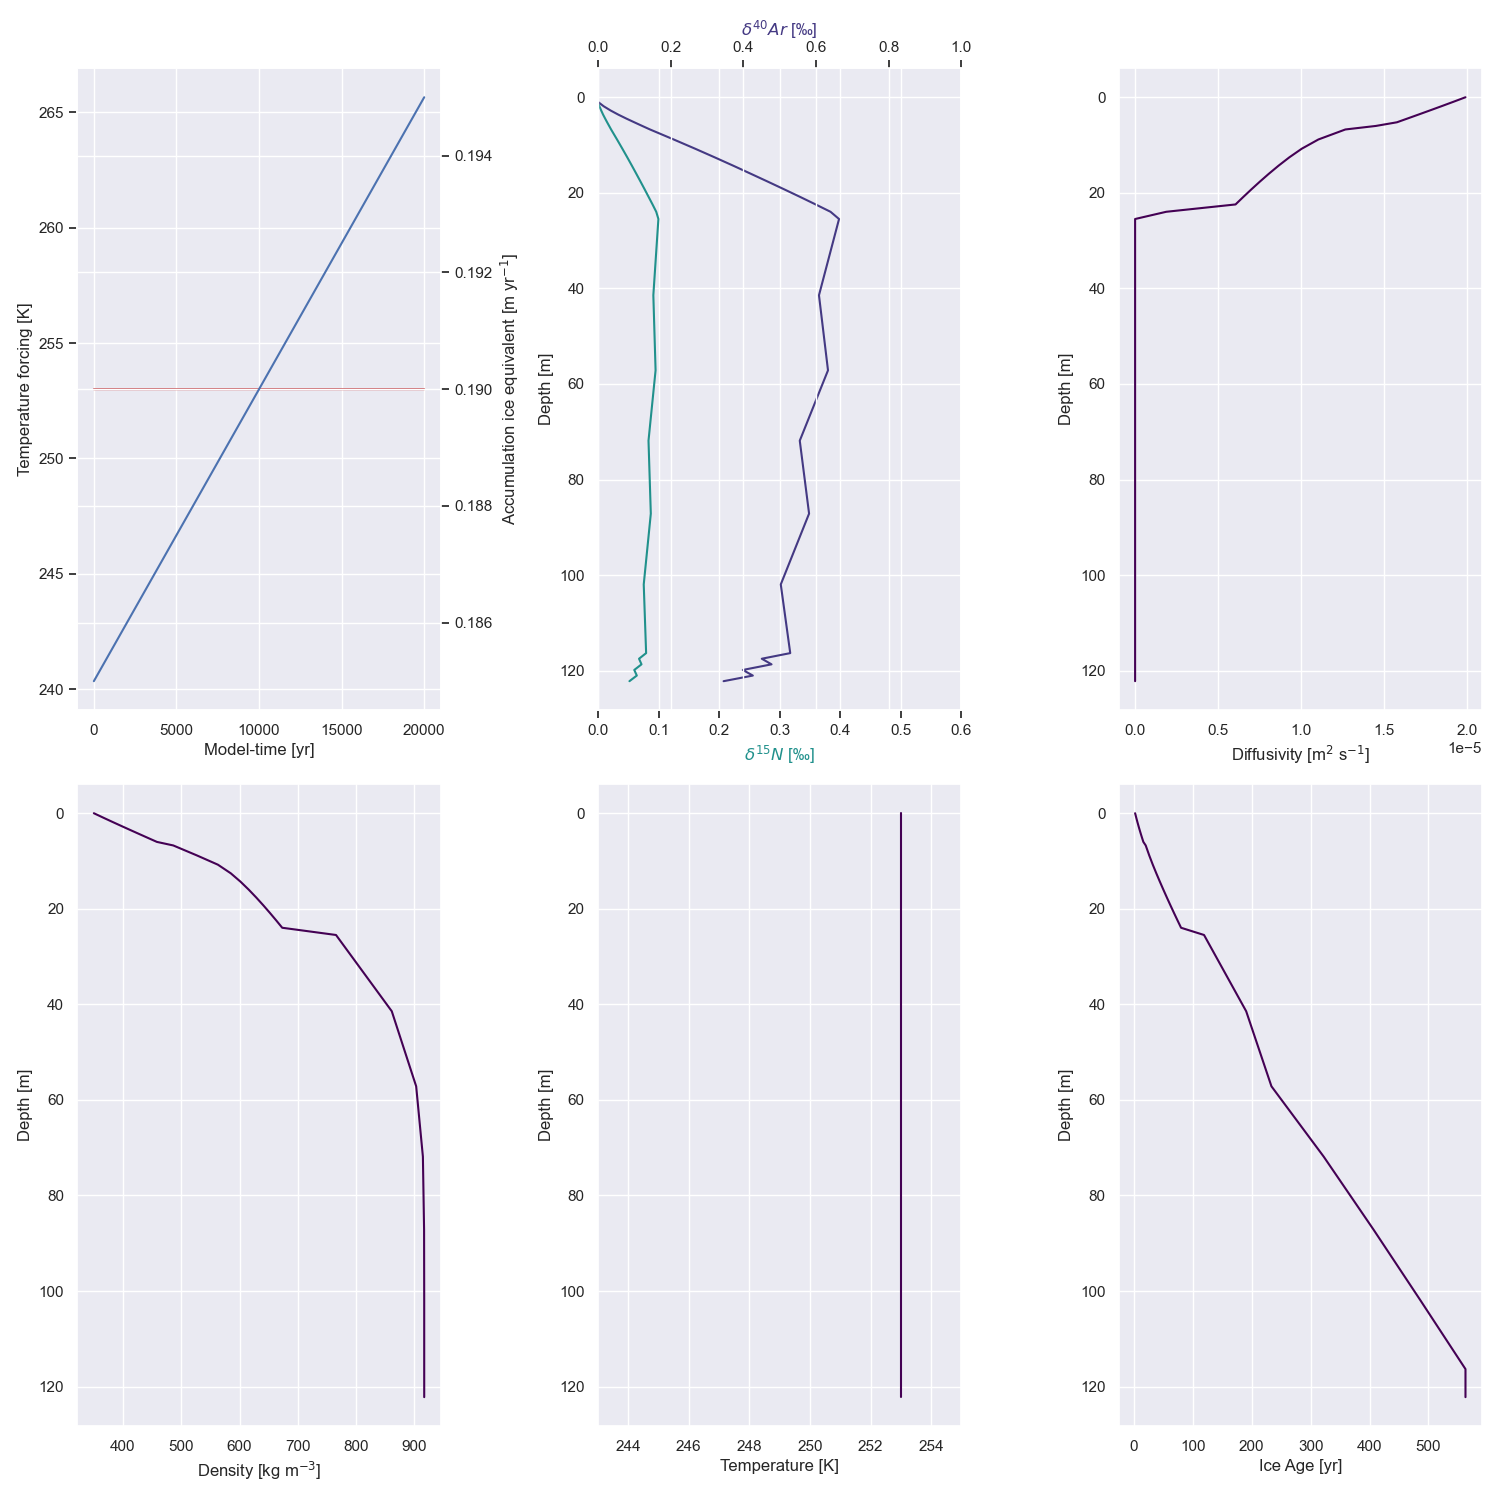 δ⁴⁰Ar [‰]
0.0 0.2 0.4 0.6 0.8 1.0
265
260
255
250
245
240
Temperature forcing [K]
0 5000 10000 15000 20000
Model-time [yr]
0.194
0.192
0.190
0.188
0.186
Accumulation ice equivalent [m yr⁻¹]
0
20
40
60
80
100
120
Depth [m]
0.0 0.1 0.2 0.3 0.4 0.5 0.6
δ¹⁵N [‰]
0
20
40
60
80
100
120
Depth [m]
0.0 0.5 1.0 1.5 2.0
1e−5
Diffusivity [m² s⁻¹]
0
20
40
60
80
100
120
Depth [m]
400 500 600 700 800 900
Density [kg m⁻³]
0
20
40
60
80
100
120
Depth [m]
244 246 248 250 252 254
Temperature [K]
0
20
40
60
80
100
120
Depth [m]
0 100 200 300 400 500
Ice Age [yr]